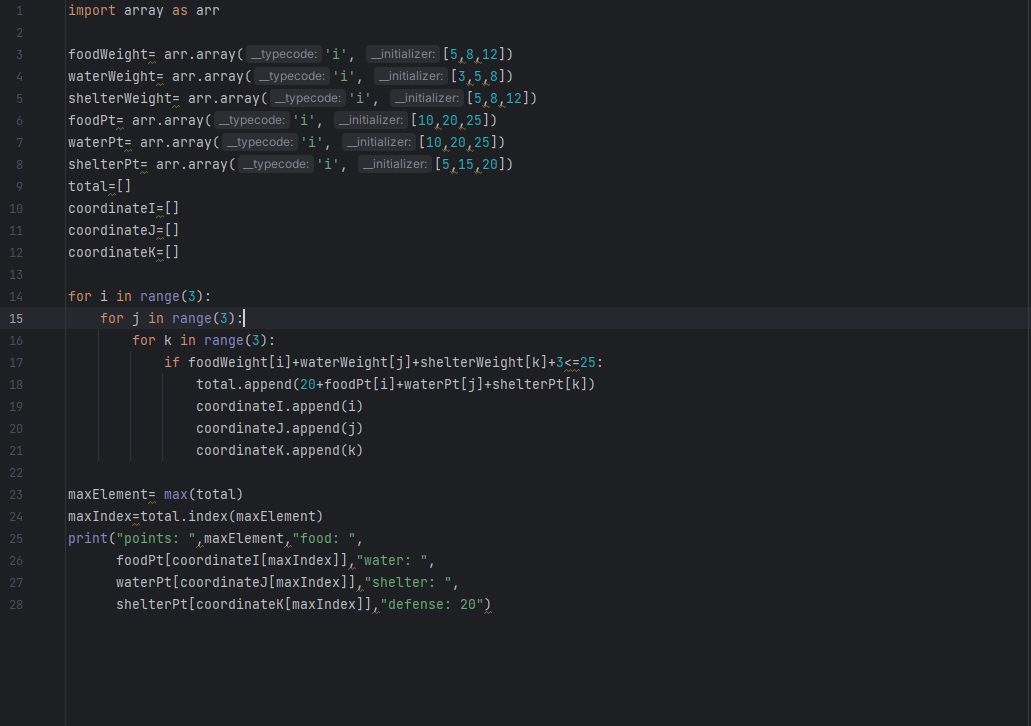 1 import array as arr
2
3 foodWeight= arr.array( __typecode: 'i', __initializer: [5,8,12])
4 waterWeight= arr.array( __typecode: 'i', __initializer: [3,5,8])
5 shelterWeight= arr.array( __typecode: 'i', __initializer: [5,8,12])
6 foodPt= arr.array( __typecode: 'i', __initializer: [10,20,25])
7 waterPt= arr.array( __typecode: 'i', __initializer: [10,20,25])
8 shelterPt= arr.array( __typecode: 'i', __initializer: [5,15,20])
9 total=[]
10 coordinateI=[]
11 coordinateJ=[]
12 coordinateK=[]
13
14 for i in range(3):
15     for j in range(3):
16         for k in range(3):
17             if foodWeight[i]+waterWeight[j]+shelterWeight[k]+3<=25:
18                 total.append(20+foodPt[i]+waterPt[j]+shelterPt[k])
19                 coordinateI.append(i)
20                 coordinateJ.append(j)
21                 coordinateK.append(k)
22
23 maxElement= max(total)
24 maxIndex=total.index(maxElement)
25 print("points: ",maxElement,"food: ",
26       foodPt[coordinateI[maxIndex]],"water: ",
27       waterPt[coordinateJ[maxIndex]],"shelter: ",
28       shelterPt[coordinateK[maxIndex]],"defense: 20")